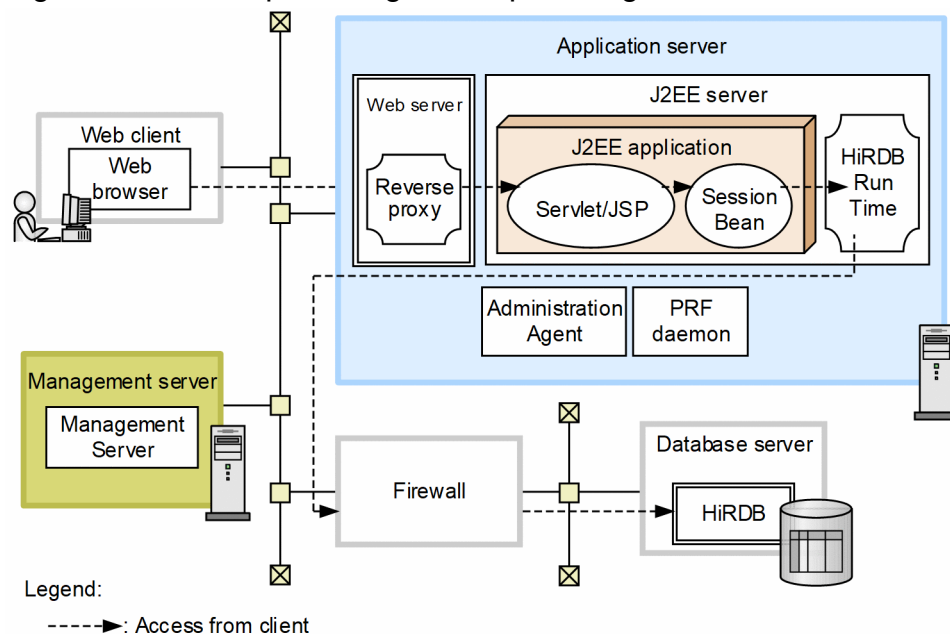 Application server
Web server
J2EE server
Web client
Web
browser
J2EE application
HiRDB
Run
Time
Reverse
proxy
Servlet/JSP
Session
Bean
Administration
Agent
PRF
daemon
Management server
Management
Server
Firewall
Database server
HiRDB
Legend:
: Access from client